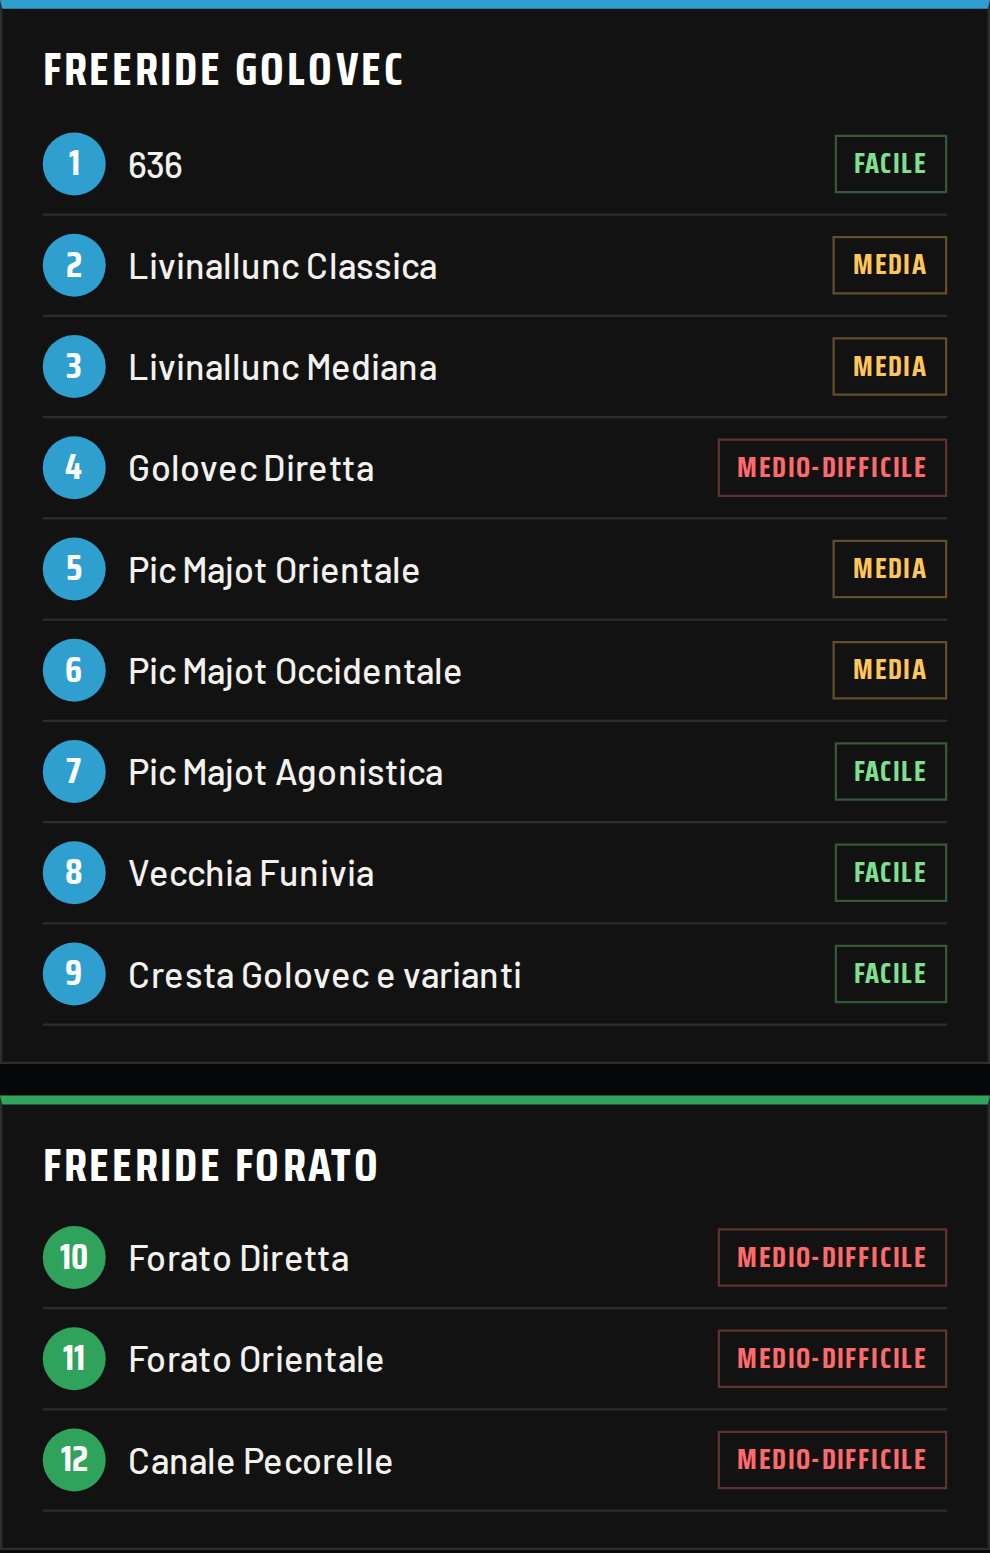 FREERIDE GOLOVEC
1 636 FACILE
2 Livinallunc Classica MEDIA
3 Livinallunc Mediana MEDIA
4 Golovec Diretta MEDIO-DIFFICILE
5 Pic Majot Orientale MEDIA
6 Pic Majot Occidentale MEDIA
7 Pic Majot Agonistica FACILE
8 Vecchia Funivia FACILE
9 Cresta Golovec e varianti FACILE
FREERIDE FORATO
10 Forato Diretta MEDIO-DIFFICILE
11 Forato Orientale MEDIO-DIFFICILE
12 Canale Pecorelle MEDIO-DIFFICILE